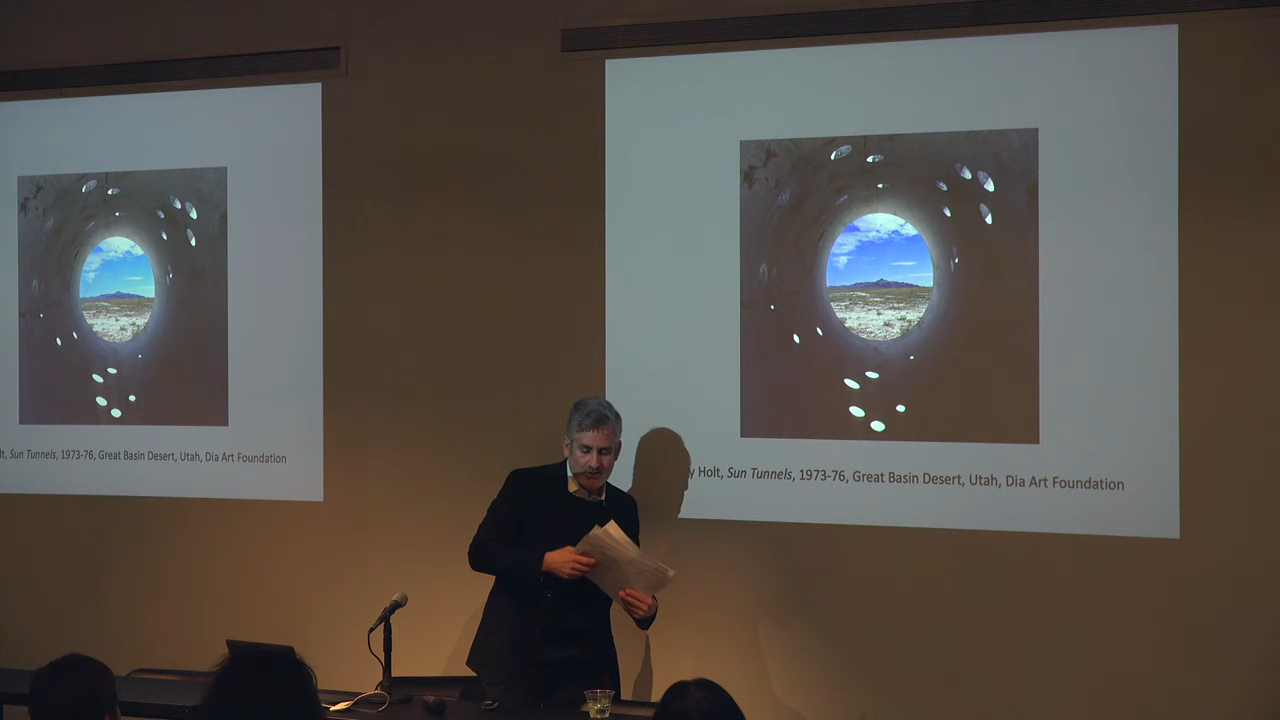 Sun Tunnels, 1973-76, Great Basin Desert, Utah, Dia Art Foundation
Holt, Sun Tunnels, 1973-76, Great Basin Desert, Utah, Dia Art Foundation